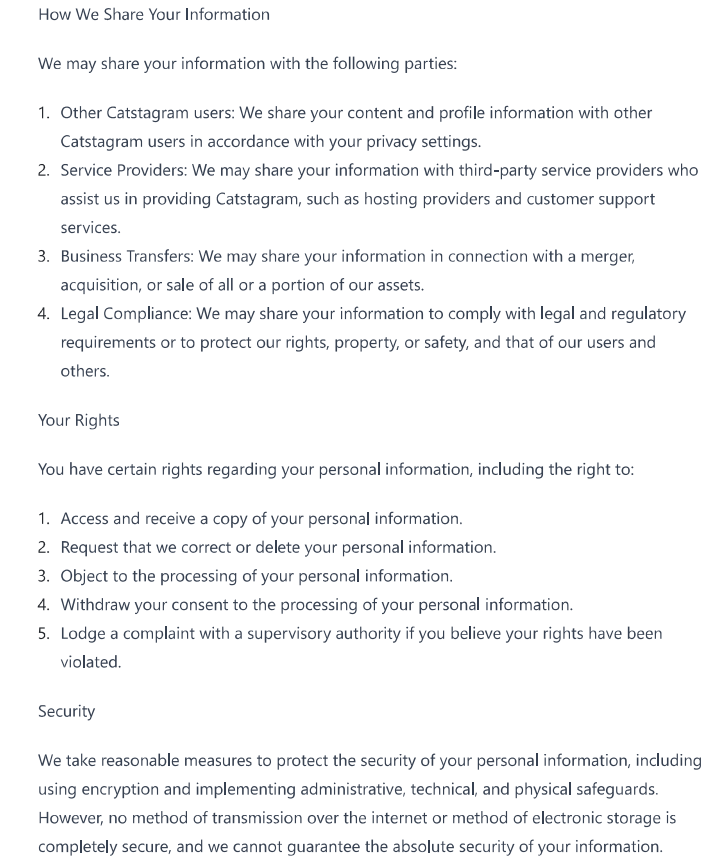 How We Share Your Information
We may share your information with the following parties:
1. Other Catstagram users: We share your content and profile information with other
Catstagram users in accordance with your privacy settings.
2. Service Providers: We may share your information with third-party service providers who
assist us in providing Catstagram, such as hosting providers and customer support
services.
3. Business Transfers: We may share your information in connection with a merger,
acquisition, or sale of all or a portion of our assets.
4. Legal Compliance: We may share your information to comply with legal and regulatory
requirements or to protect our rights, property, or safety, and that of our users and
others.
Your Rights
You have certain rights regarding your personal information, including the right to:
1. Access and receive a copy of your personal information.
2. Request that we correct or delete your personal information.
3. Object to the processing of your personal information.
4. Withdraw your consent to the processing of your personal information.
5. Lodge a complaint with a supervisory authority if you believe your rights have been
violated.
Security
We take reasonable measures to protect the security of your personal information, including
using encryption and implementing administrative, technical, and physical safeguards.
However, no method of transmission over the internet or method of electronic storage is
completely secure, and we cannot guarantee the absolute security of your information.